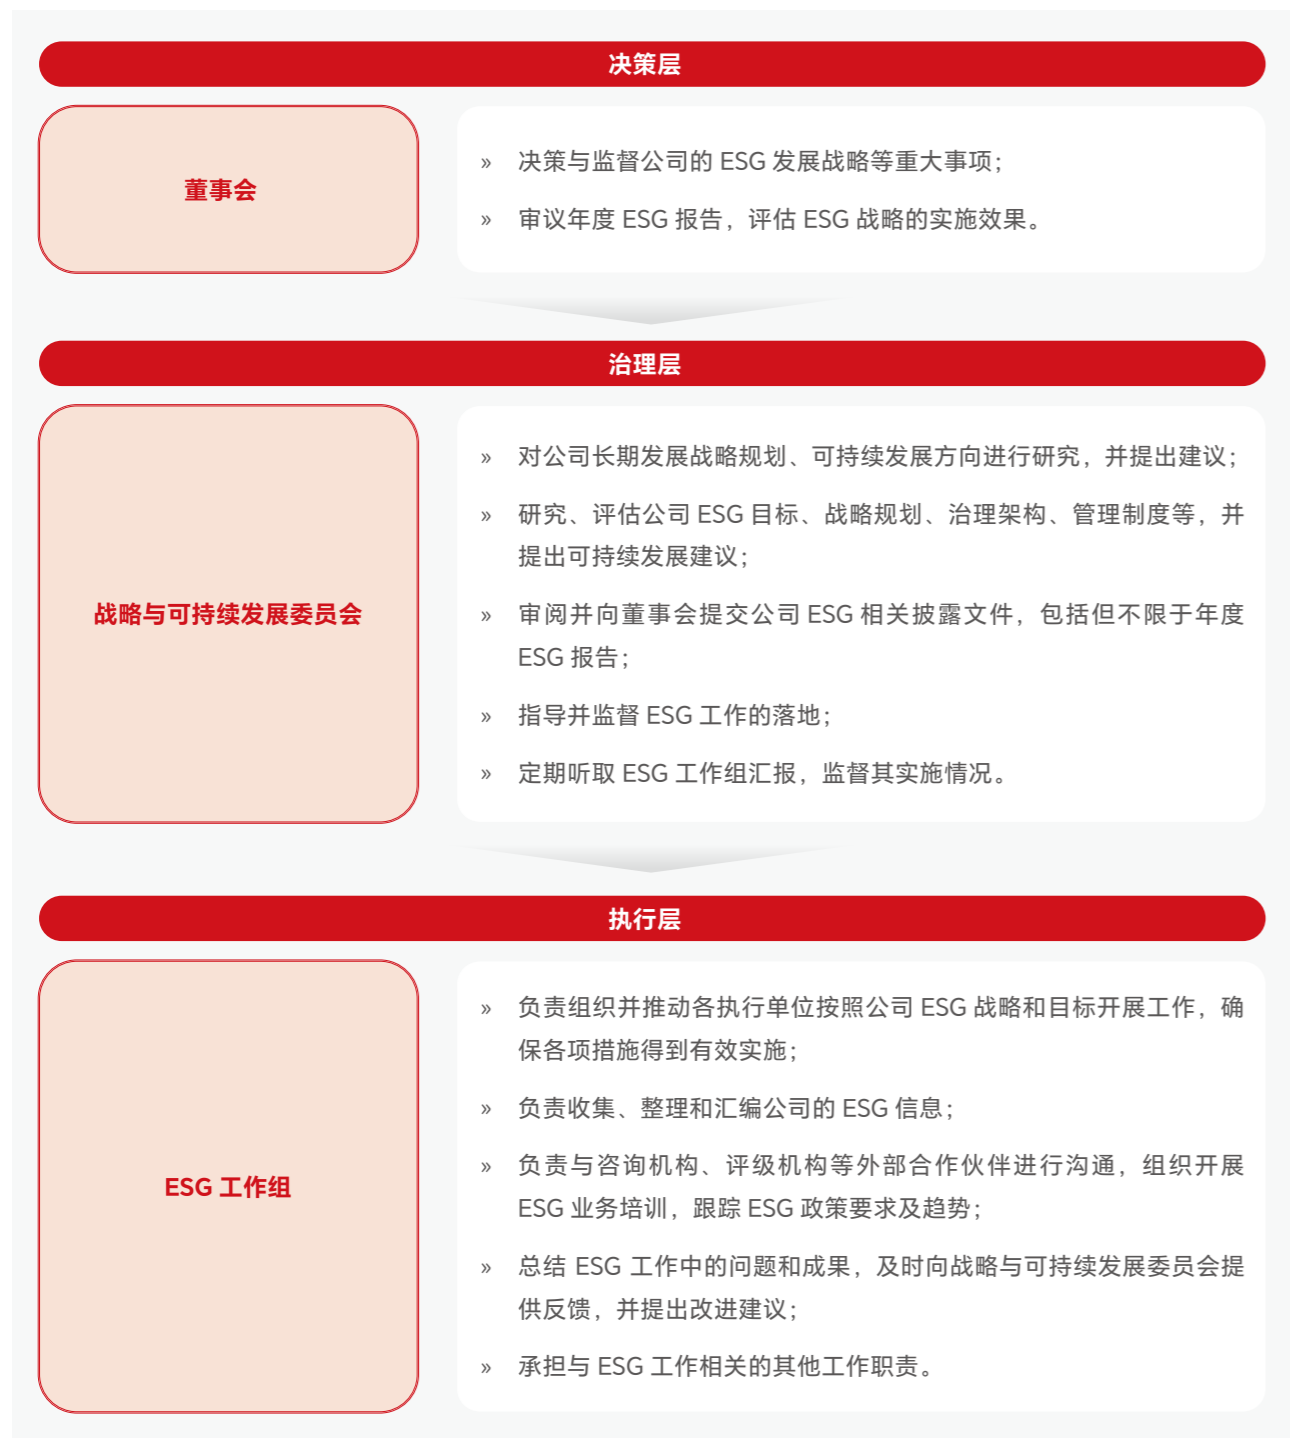 决策层
董事会
» 决策与监督公司的 ESG 发展战略等重大事项；
» 审议年度 ESG 报告，评估 ESG 战略的实施效果。
治理层
战略与可持续发展委员会
» 对公司长期发展战略规划、可持续发展方向进行研究，并提出建议；
» 研究、评估公司 ESG 目标、战略规划、治理架构、管理制度等，并
提出可持续发展建议；
» 审阅并向董事会提交公司 ESG 相关披露文件，包括但不限于年度
ESG 报告；
» 指导并监督 ESG 工作的落地；
» 定期听取 ESG 工作组汇报，监督其实施情况。
执行层
ESG 工作组
» 负责组织并推动各执行单位按照公司 ESG 战略和目标开展工作，确
保各项措施得到有效实施；
» 负责收集、整理和汇编公司的 ESG 信息；
» 负责与咨询机构、评级机构等外部合作伙伴进行沟通，组织开展
ESG 业务培训，跟踪 ESG 政策要求及趋势；
» 总结 ESG 工作中的问题和成果，及时向战略与可持续发展委员会提
供反馈，并提出改进建议；
» 承担与 ESG 工作相关的其他工作职责。